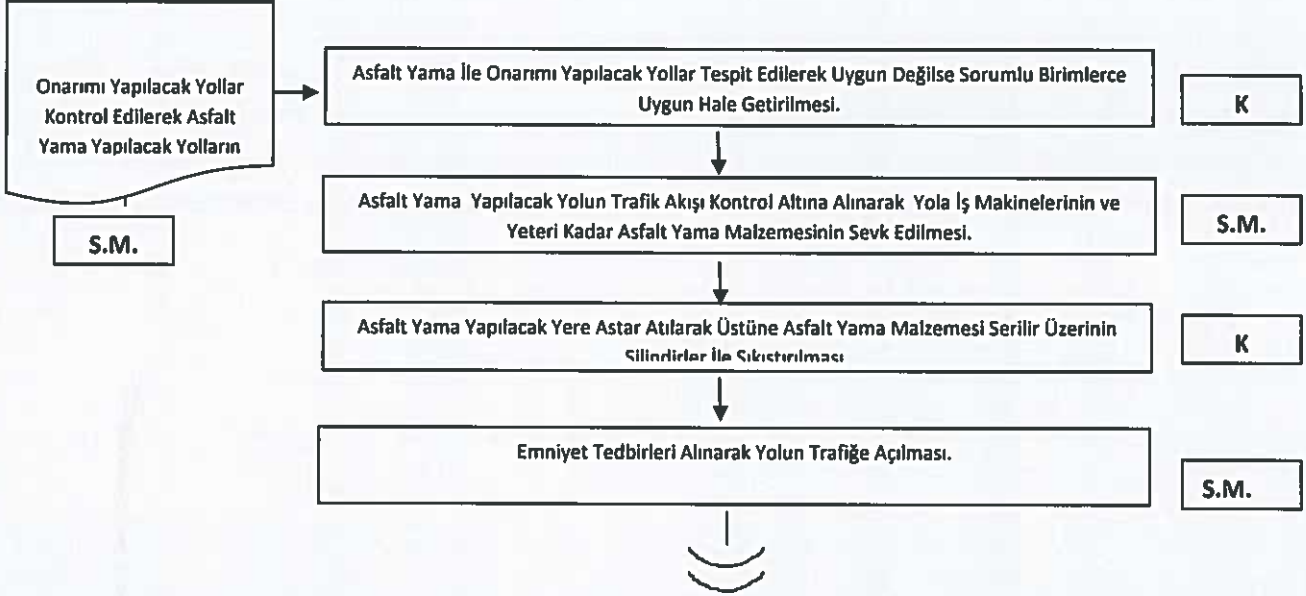 Onarımı Yapılacak Yollar
Kontrol Edilerek Asfalt
Yama Yapılacak Yolların
S.M.
Asfalt Yama İle Onarımı Yapılacak Yollar Tespit Edilerek Uygun Değilse Sorumlu Birimlerce
Uygun Hale Getirilmesi.
K
Asfalt Yama Yapılacak Yolun Trafik Akışı Kontrol Altına Alınarak Yola İş Makinelerinin ve
Yeteri Kadar Asfalt Yama Malzemesinin Sevk Edilmesi.
S.M.
Asfalt Yama Yapılacak Yere Astar Atılarak Üstüne Asfalt Yama Malzemesi Serilir Üzerinin
Silindirler İle Sıkıştırılması
K
Emniyet Tedbirleri Alınarak Yolun Trafiğe Açılması.
S.M.